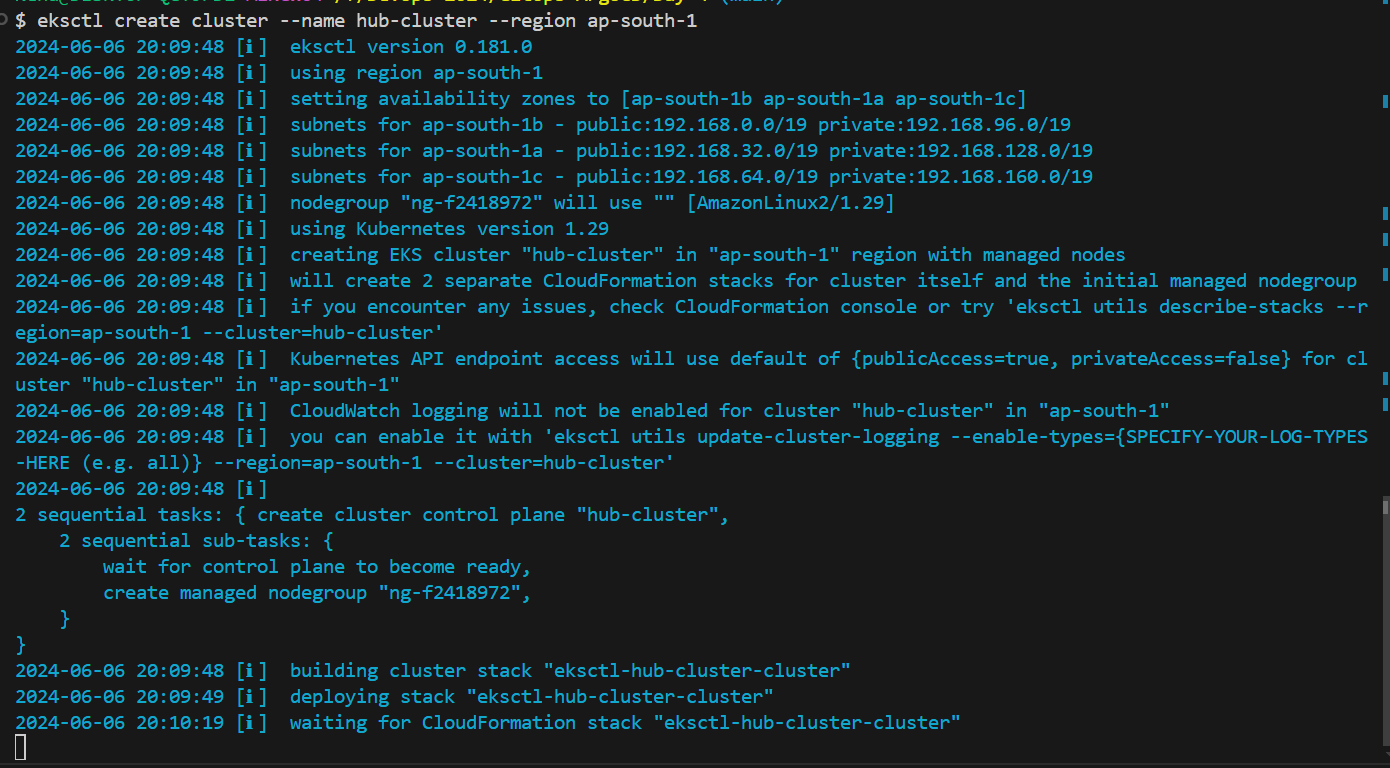 $ eksctl create cluster --name hub-cluster --region ap-south-1
2024-06-06 20:09:48 [ℹ]  eksctl version 0.181.0
2024-06-06 20:09:48 [ℹ]  using region ap-south-1
2024-06-06 20:09:48 [ℹ]  setting availability zones to [ap-south-1b ap-south-1a ap-south-1c]
2024-06-06 20:09:48 [ℹ]  subnets for ap-south-1b - public:192.168.0.0/19 private:192.168.96.0/19
2024-06-06 20:09:48 [ℹ]  subnets for ap-south-1a - public:192.168.32.0/19 private:192.168.128.0/19
2024-06-06 20:09:48 [ℹ]  subnets for ap-south-1c - public:192.168.64.0/19 private:192.168.160.0/19
2024-06-06 20:09:48 [ℹ]  nodegroup "ng-f2418972" will use "" [AmazonLinux2/1.29]
2024-06-06 20:09:48 [ℹ]  using Kubernetes version 1.29
2024-06-06 20:09:48 [ℹ]  creating EKS cluster "hub-cluster" in "ap-south-1" region with managed nodes
2024-06-06 20:09:48 [ℹ]  will create 2 separate CloudFormation stacks for cluster itself and the initial managed nodegroup
2024-06-06 20:09:48 [ℹ]  if you encounter any issues, check CloudFormation console or try 'eksctl utils describe-stacks --r
egion=ap-south-1 --cluster=hub-cluster'
2024-06-06 20:09:48 [ℹ]  Kubernetes API endpoint access will use default of {publicAccess=true, privateAccess=false} for cl
uster "hub-cluster" in "ap-south-1"
2024-06-06 20:09:48 [ℹ]  CloudWatch logging will not be enabled for cluster "hub-cluster" in "ap-south-1"
2024-06-06 20:09:48 [ℹ]  you can enable it with 'eksctl utils update-cluster-logging --enable-types={SPECIFY-YOUR-LOG-TYPES
-HERE (e.g. all)} --region=ap-south-1 --cluster=hub-cluster'
2024-06-06 20:09:48 [ℹ]
2 sequential tasks: { create cluster control plane "hub-cluster",
    2 sequential sub-tasks: {
        wait for control plane to become ready,
        create managed nodegroup "ng-f2418972",
    }
}
2024-06-06 20:09:48 [ℹ]  building cluster stack "eksctl-hub-cluster-cluster"
2024-06-06 20:09:49 [ℹ]  deploying stack "eksctl-hub-cluster-cluster"
2024-06-06 20:10:19 [ℹ]  waiting for CloudFormation stack "eksctl-hub-cluster-cluster"